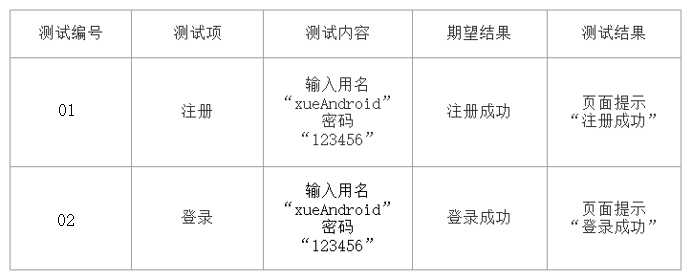 测试编号 测试项 测试内容 期望结果 测试结果
01 注册 输入用名 注册成功 页面提示
“xueAndroid” “注册成功”
密码
“123456”
02 登录 输入用名 登录成功 页面提示
“xueAndroid” “登录成功”
密码
“123456”